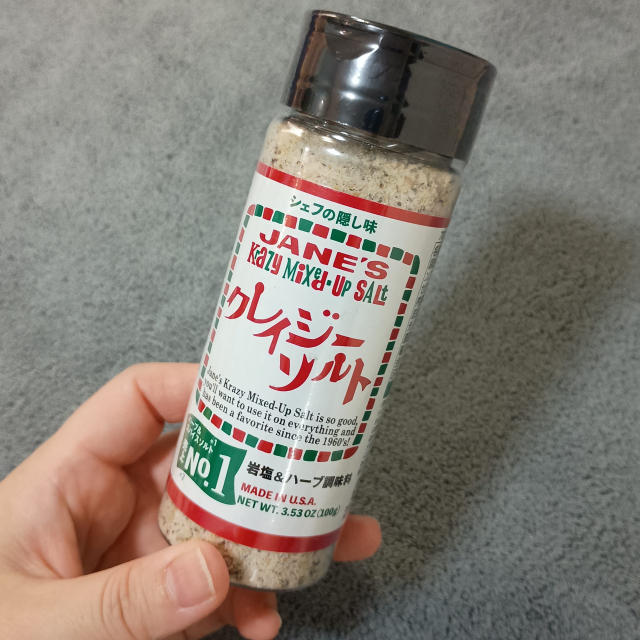 シェフの隠し味
JANE'S
Krazy Mixed-Up SALt
クレイジー
ソルト
Jane's Krazy Mixed-Up Salt is so good,
you'll want to use it on everything and
has been a favorite since the 1960's!
No.1
岩塩&ハーブ調味料
MADE IN U.S.A.
NET WT. 3.53 OZ (100g)